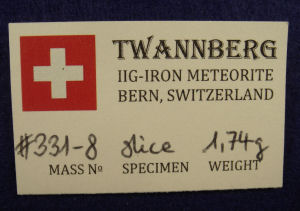 TWANNBERG
IIG-IRON METEORITE
BERN, SWITZERLAND
#331-8 slice 1,74g
MASS Nº SPECIMEN WEIGHT